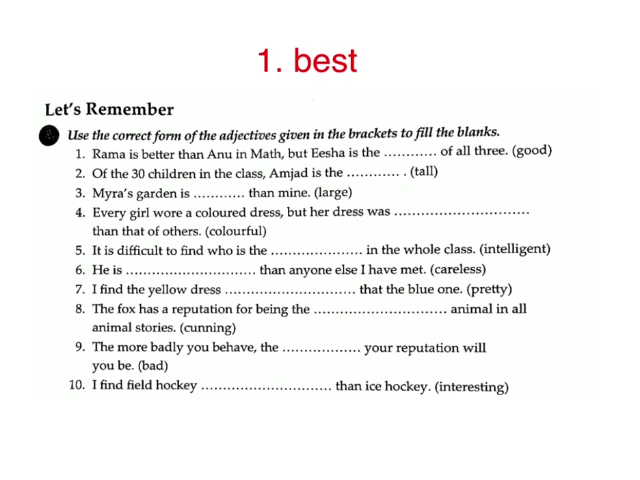 1. best
Let's Remember
Use the correct form of the adjectives given in the brackets to fill the blanks.
1. Rama is better than Anu in Math, but Eesha is the ………… of all three. (good)
2. Of the 30 children in the class, Amjad is the ………… . (tall)
3. Myra's garden is ………… than mine. (large)
4. Every girl wore a coloured dress, but her dress was ……………………………
than that of others. (colourful)
5. It is difficult to find who is the ………………… in the whole class. (intelligent)
6. He is ………………………… than anyone else I have met. (careless)
7. I find the yellow dress ………………………… that the blue one. (pretty)
8. The fox has a reputation for being the ………………………… animal in all
animal stories. (cunning)
9. The more badly you behave, the ……………… your reputation will
you be. (bad)
10. I find field hockey ………………………… than ice hockey. (interesting)